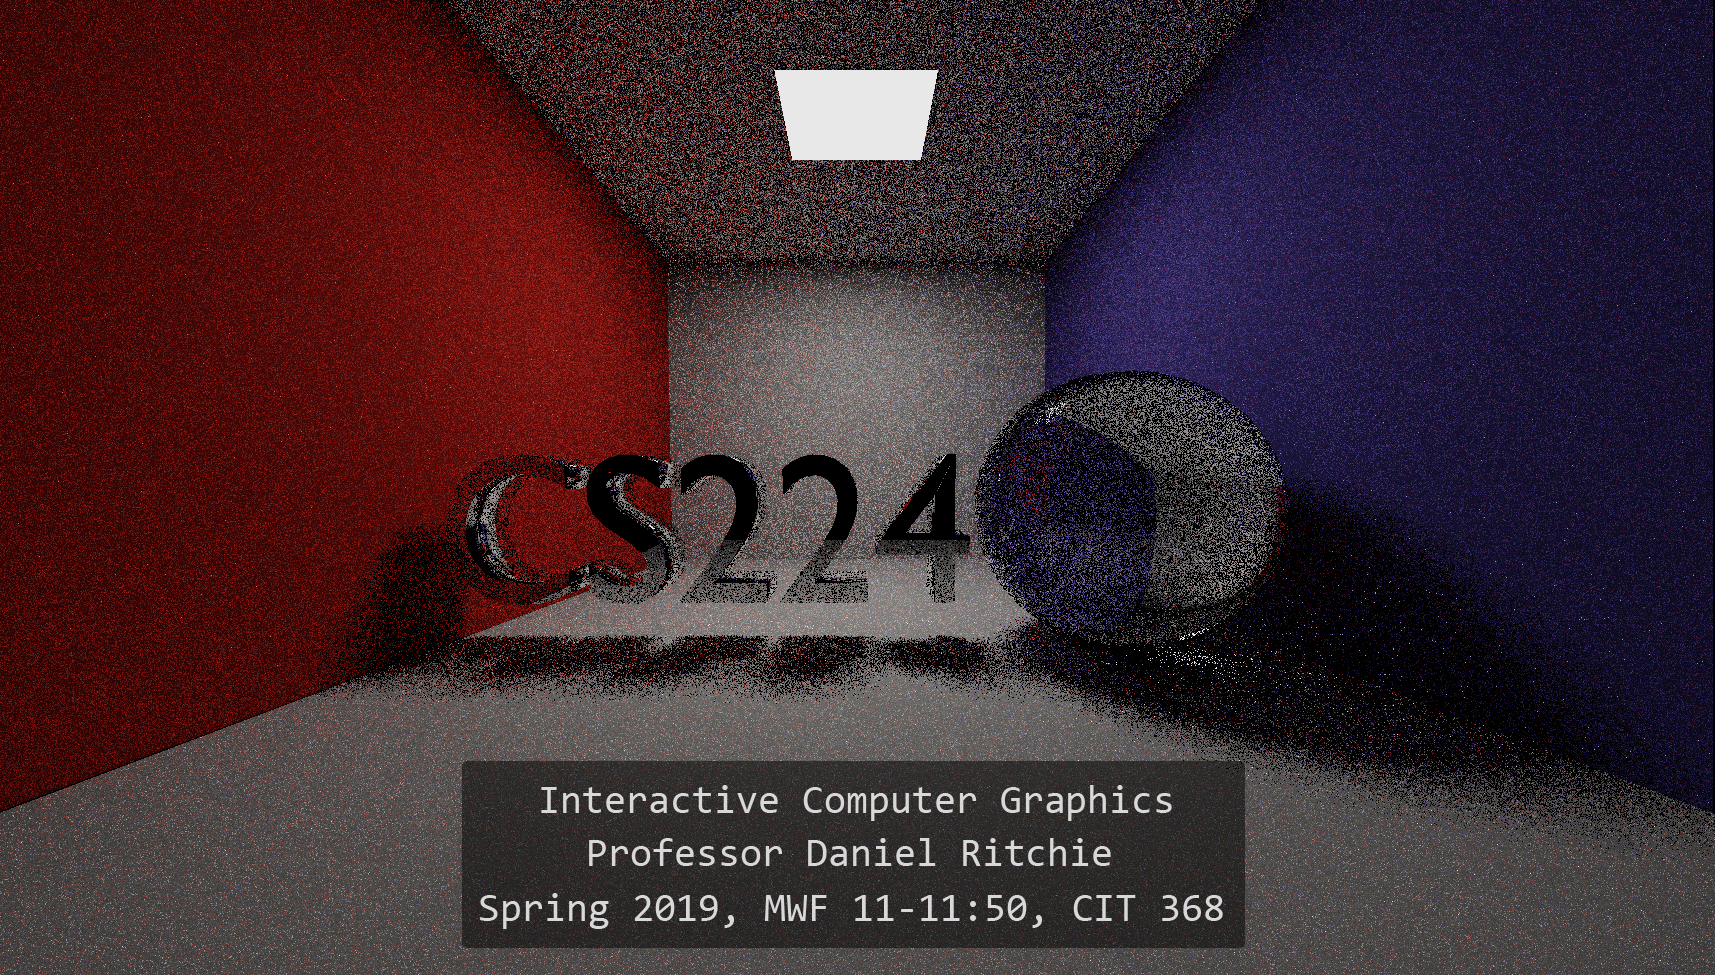 CS224
Interactive Computer Graphics
Professor Daniel Ritchie
Spring 2019, MWF 11-11:50, CIT 368